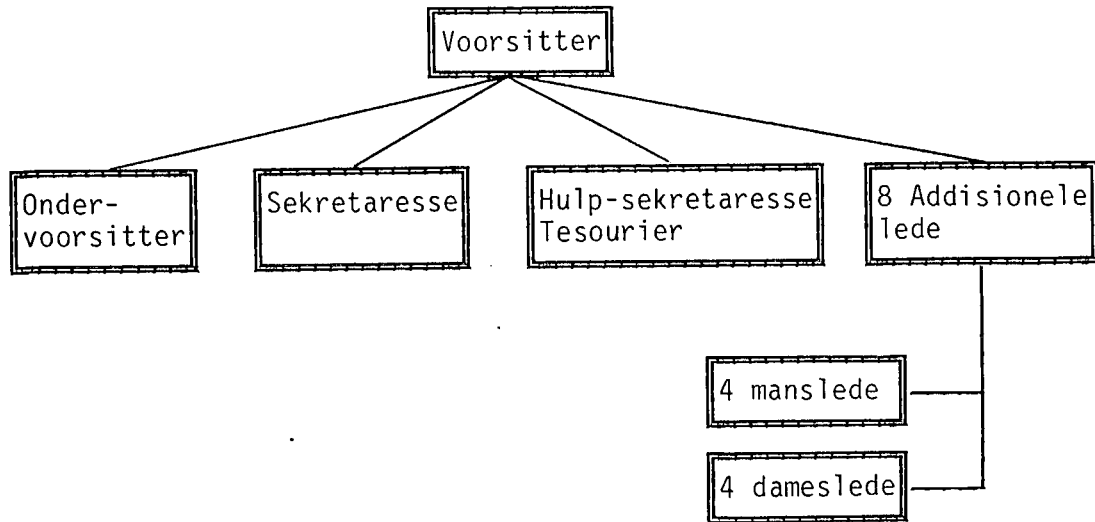 Voorsitter
Onder-
voorsitter
Sekretaresse
Hulp-sekretaresse
Tesourier
8 Addisionele
lede
4 manslede
4 dameslede